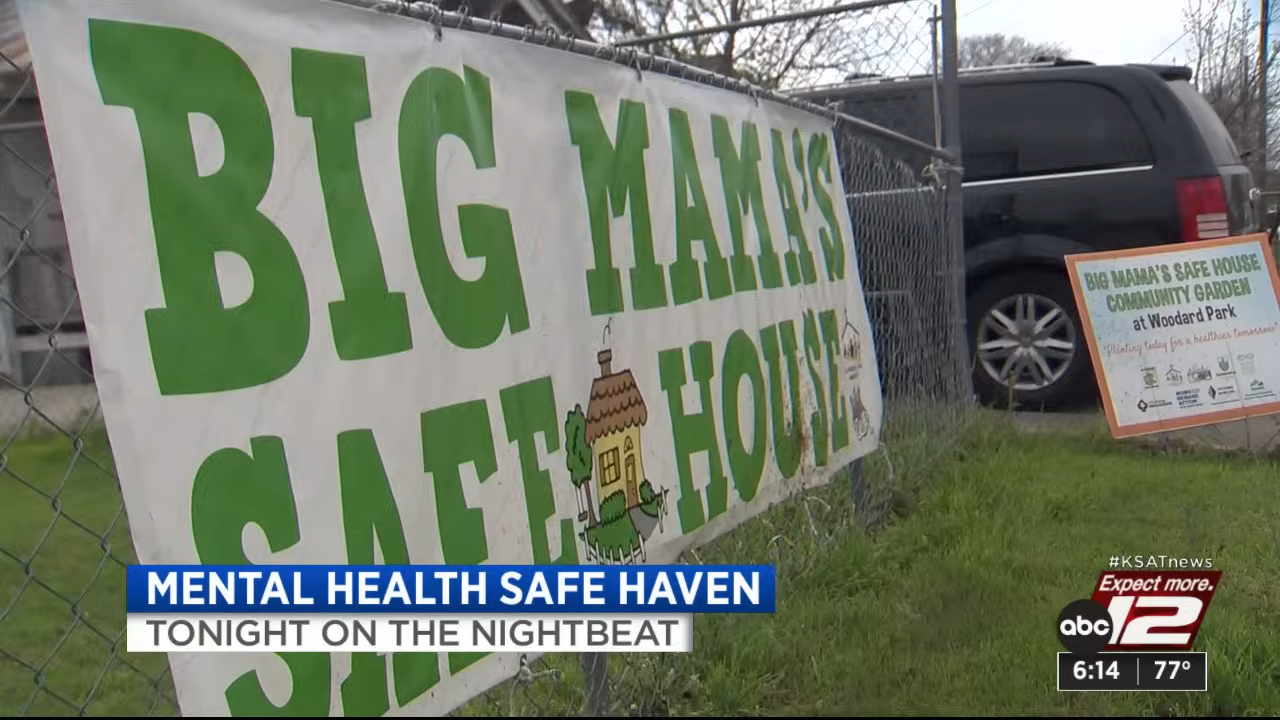 BIG MAMA'S
SAFE HOUSE
BIG MAMA'S SAFE HOUSE
COMMUNITY GARDEN
at Woodard Park
"Planting today for a healthier tomorrow"
MENTAL HEALTH SAFE HAVEN
TONIGHT ON THE NIGHTBEAT
#KSATnews
Expect more.
abc 12
6:14 77°